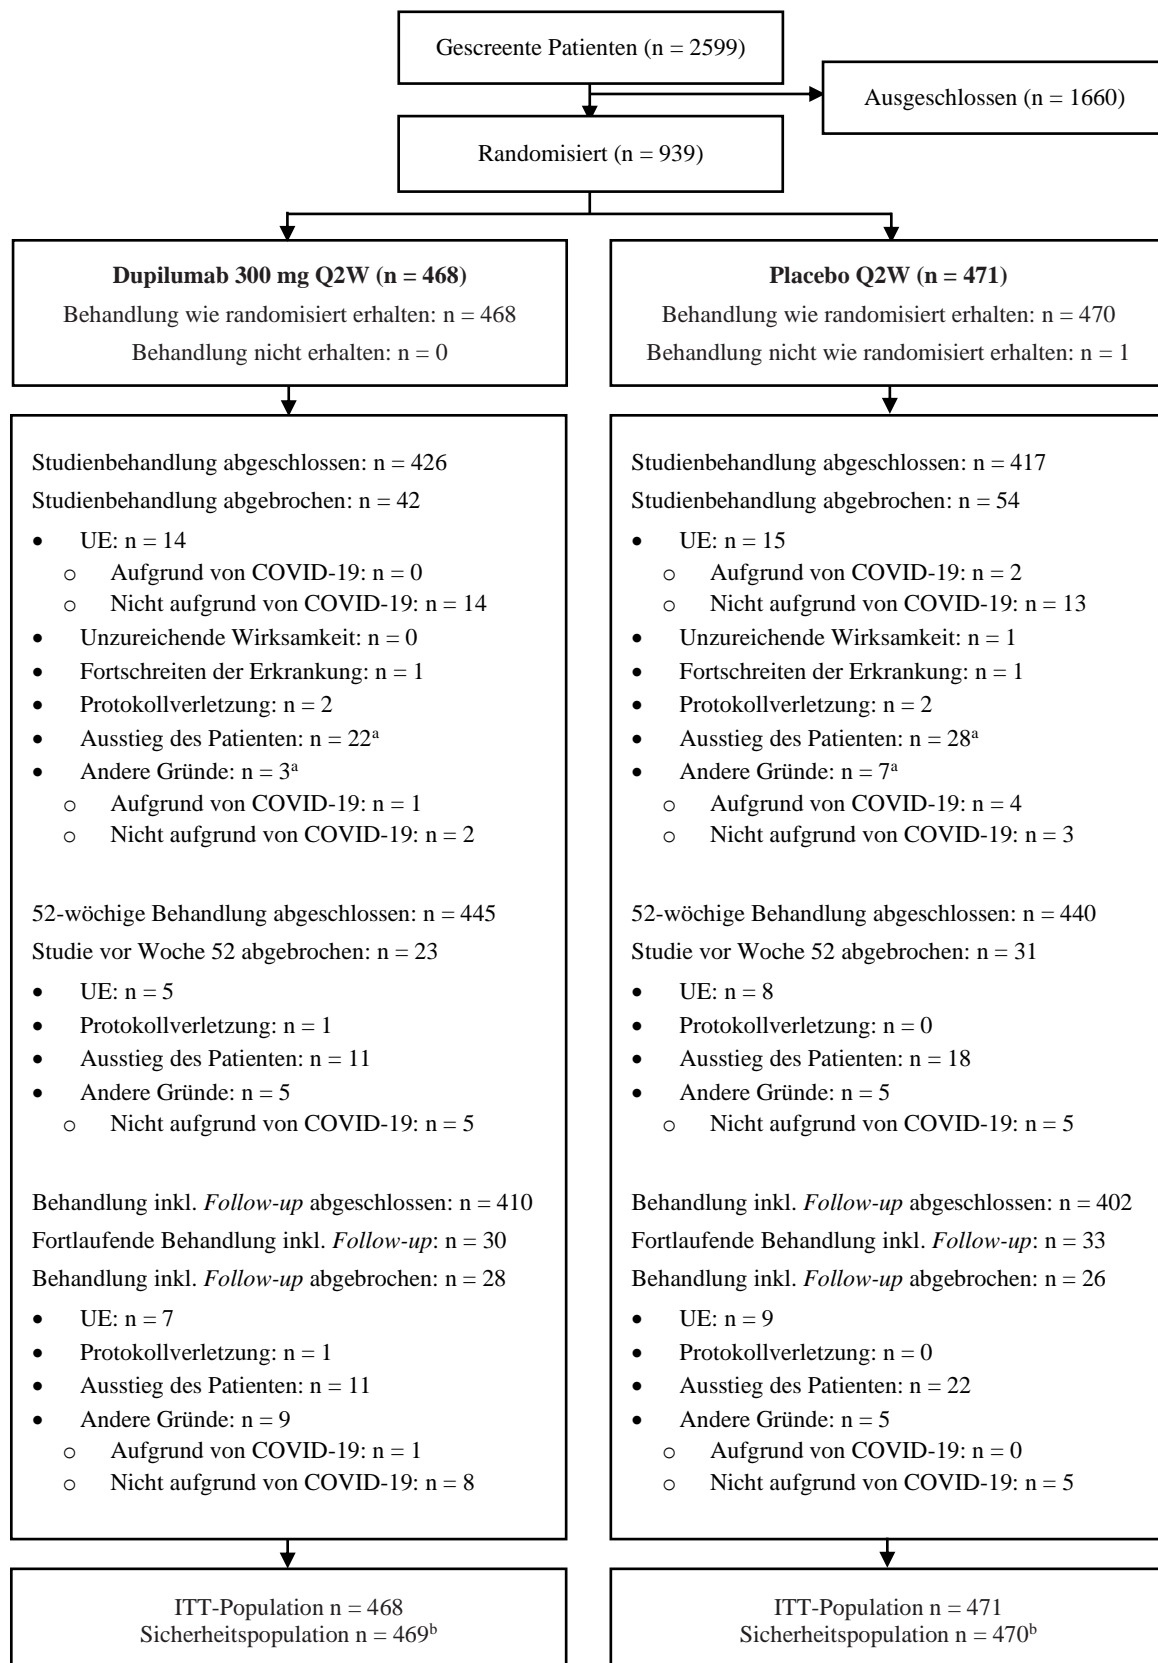 Gescreente Patienten (n = 2599)
Ausgeschlossen (n = 1660)
Randomisiert (n = 939)
Dupilumab 300 mg Q2W (n = 468)
Behandlung wie randomisiert erhalten: n = 468
Behandlung nicht erhalten: n = 0
Placebo Q2W (n = 471)
Behandlung wie randomisiert erhalten: n = 470
Behandlung nicht wie randomisiert erhalten: n = 1
Studienbehandlung abgeschlossen: n = 426
Studienbehandlung abgebrochen: n = 42
• UE: n = 14
o Aufgrund von COVID-19: n = 0
o Nicht aufgrund von COVID-19: n = 14
• Unzureichende Wirksamkeit: n = 0
• Fortschreiten der Erkrankung: n = 1
• Protokollverletzung: n = 2
• Ausstieg des Patienten: n = 22ᵃ
• Andere Gründe: n = 3ᵃ
o Aufgrund von COVID-19: n = 1
o Nicht aufgrund von COVID-19: n = 2
52-wöchige Behandlung abgeschlossen: n = 445
Studie vor Woche 52 abgebrochen: n = 23
• UE: n = 5
• Protokollverletzung: n = 1
• Ausstieg des Patienten: n = 11
• Andere Gründe: n = 5
o Nicht aufgrund von COVID-19: n = 5
Behandlung inkl. Follow-up abgeschlossen: n = 410
Fortlaufende Behandlung inkl. Follow-up: n = 30
Behandlung inkl. Follow-up abgebrochen: n = 28
• UE: n = 7
• Protokollverletzung: n = 1
• Ausstieg des Patienten: n = 11
• Andere Gründe: n = 9
o Aufgrund von COVID-19: n = 1
o Nicht aufgrund von COVID-19: n = 8
Studienbehandlung abgeschlossen: n = 417
Studienbehandlung abgebrochen: n = 54
• UE: n = 15
o Aufgrund von COVID-19: n = 2
o Nicht aufgrund von COVID-19: n = 13
• Unzureichende Wirksamkeit: n = 1
• Fortschreiten der Erkrankung: n = 1
• Protokollverletzung: n = 2
• Ausstieg des Patienten: n = 28ᵃ
• Andere Gründe: n = 7ᵃ
o Aufgrund von COVID-19: n = 4
o Nicht aufgrund von COVID-19: n = 3
52-wöchige Behandlung abgeschlossen: n = 440
Studie vor Woche 52 abgebrochen: n = 31
• UE: n = 8
• Protokollverletzung: n = 0
• Ausstieg des Patienten: n = 18
• Andere Gründe: n = 5
o Nicht aufgrund von COVID-19: n = 5
Behandlung inkl. Follow-up abgeschlossen: n = 402
Fortlaufende Behandlung inkl. Follow-up: n = 33
Behandlung inkl. Follow-up abgebrochen: n = 26
• UE: n = 9
• Protokollverletzung: n = 0
• Ausstieg des Patienten: n = 22
• Andere Gründe: n = 5
o Aufgrund von COVID-19: n = 0
o Nicht aufgrund von COVID-19: n = 5
ITT-Population n = 468
Sicherheitspopulation n = 469ᵇ
ITT-Population n = 471
Sicherheitspopulation n = 470ᵇ